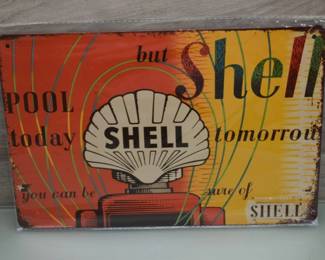 but Shell
POOL
today SHELL tomorrow
you can be sure of
SHELL